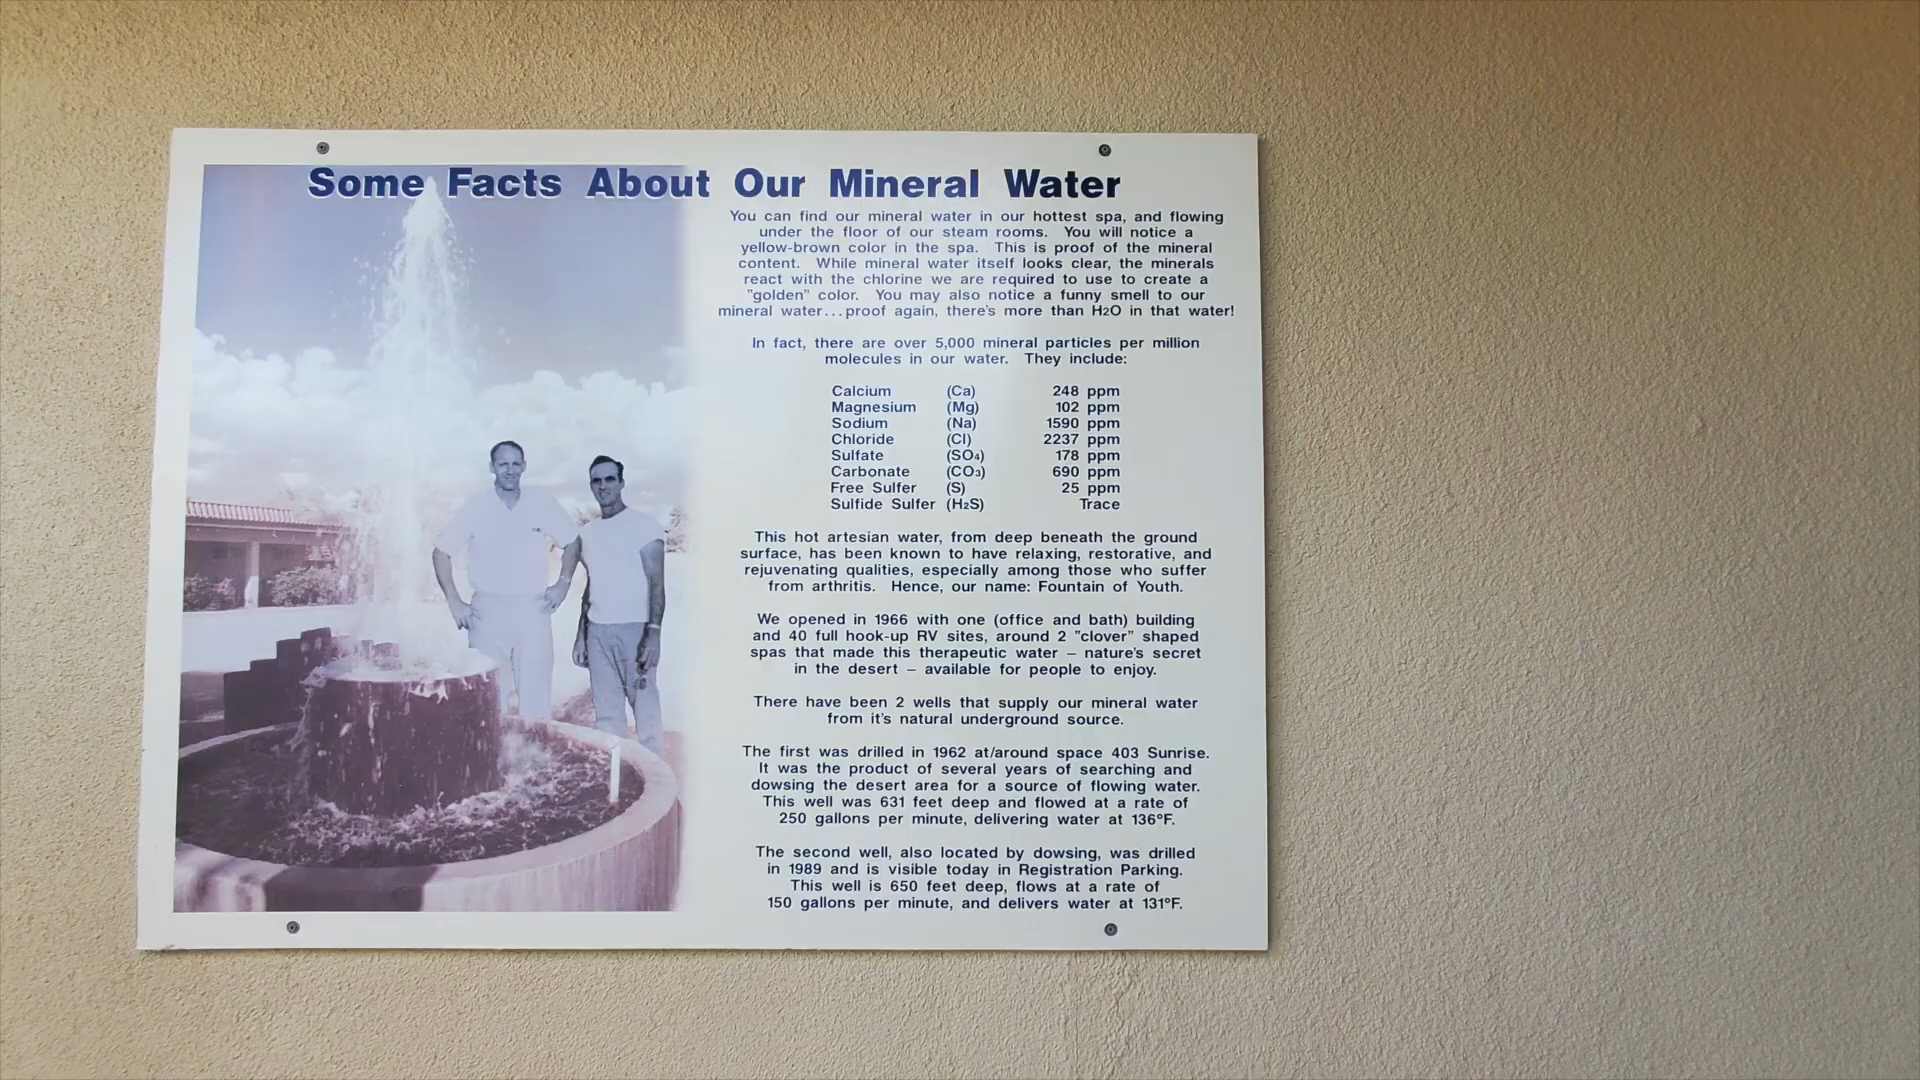 Some Facts About Our Mineral Water
You can find our mineral water in our hottest spa, and flowing
under the floor of our steam rooms. You will notice a
yellow-brown color in the spa. This is proof of the mineral
content. While mineral water itself looks clear, the minerals
react with the chlorine we are required to use to create a
"golden" color. You may also notice a funny smell to our
mineral water...proof again, there's more than H2O in that water!
In fact, there are over 5,000 mineral particles per million
molecules in our water. They include:
Calcium (Ca) 248 ppm
Magnesium (Mg) 102 ppm
Sodium (Na) 1590 ppm
Chloride (Cl) 2237 ppm
Sulfate (SO4) 178 ppm
Carbonate (CO3) 690 ppm
Free Sulfer (S) 25 ppm
Sulfide Sulfer (H2S) Trace
This hot artesian water, from deep beneath the ground
surface, has been known to have relaxing, restorative, and
rejuvenating qualities, especially among those who suffer
from arthritis. Hence, our name: Fountain of Youth.
We opened in 1966 with one (office and bath) building
and 40 full hook-up RV sites, around 2 "clover" shaped
spas that made this therapeutic water – nature's secret
in the desert – available for people to enjoy.
There have been 2 wells that supply our mineral water
from it's natural underground source.
The first was drilled in 1962 at/around space 403 Sunrise.
It was the product of several years of searching and
dowsing the desert area for a source of flowing water.
This well was 631 feet deep and flowed at a rate of
250 gallons per minute, delivering water at 136ºF.
The second well, also located by dowsing, was drilled
in 1989 and is visible today in Registration Parking.
This well is 650 feet deep, flows at a rate of
150 gallons per minute, and delivers water at 131ºF.